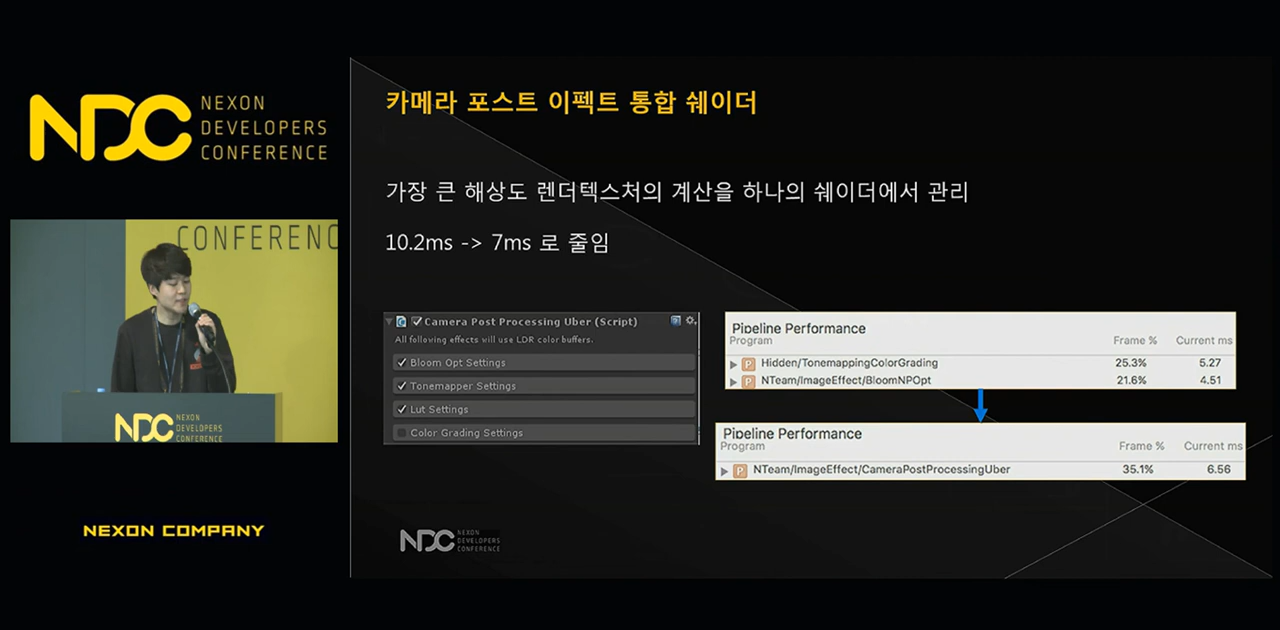 NDC NEXON
DEVELOPERS
CONFERENCE
CONFERENC
NDC NEXON
DEVELOPERS
CONFERENCE
NEXON COMPANY
카메라 포스트 이펙트 통합 쉐이더
가장 큰 해상도 렌더텍스처의 계산을 하나의 쉐이더에서 관리
10.2ms -> 7ms 로 줄임
Camera Post Processing Uber (Script)
All following effects will use LDR color buffers.
Bloom Opt Settings
Tonemapper Settings
Lut Settings
Color Grading Settings
Pipeline Performance
Program Frame % Current ms
P Hidden/TonemappingColorGrading 25.3% 5.27
P NTeam/ImageEffect/BloomNPOpt 21.6% 4.51
Pipeline Performance
Program Frame % Current ms
P NTeam/ImageEffect/CameraPostProcessingUber 35.1% 6.56
NDC NEXON
DEVELOPERS
CONFERENCE